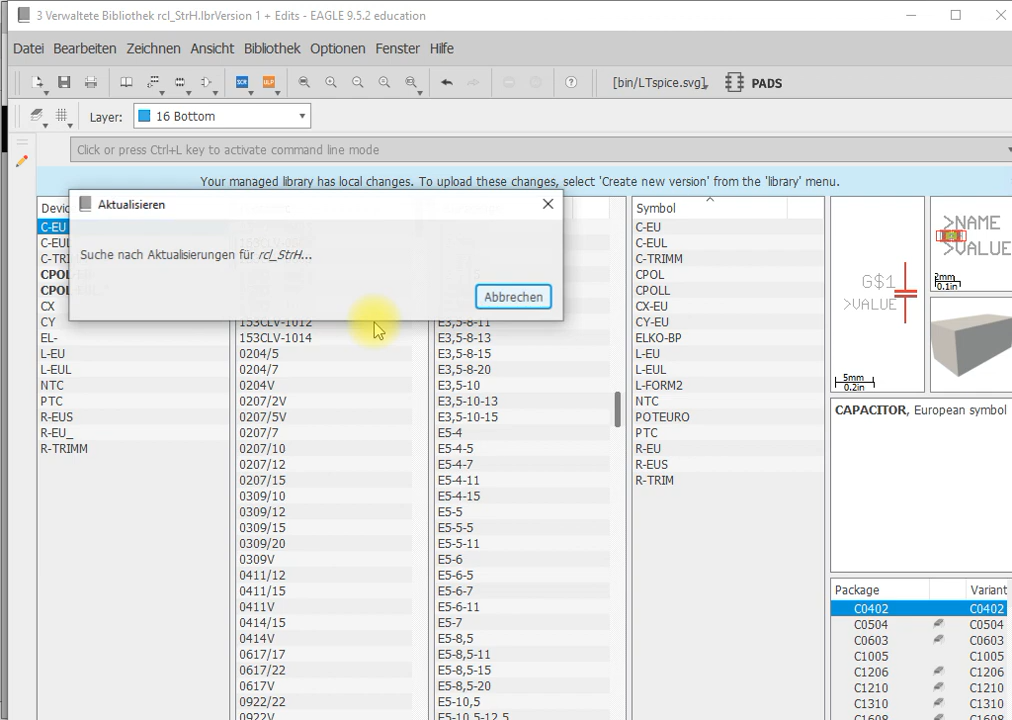 3 Verwaltete Bibliothek rcl_StrH.lbrVersion 1 + Edits - EAGLE 9.5.2 education
Datei Bearbeiten Zeichnen Ansicht Bibliothek Optionen Fenster Hilfe
[bin/LTspice.svg] PADS
Layer: 16 Bottom
Click or press Ctrl+L key to activate command line mode
Your managed library has local changes. To upload these changes, select 'Create new version' from the 'library' menu.
Aktualisieren
Suche nach Aktualisierungen für rcl_StrH...
Abbrechen
C-EU
C-EUL
C-TRI
CPOL
CPOL
CX
CY
EL-
L-EU
L-EUL
NTC
PTC
R-EUS
R-EU_
R-TRIMM
153CLV-1012
153CLV-1014
0204/5
0204/7
0204V
0207/2V
0207/5V
0207/7
0207/10
0207/12
0207/15
0309/10
0309/12
0309/15
0309/20
0309V
0411/12
0411/15
0411V
0414/15
0414V
0617/17
0617/22
0617V
0922/22
0922V
E3,5-8-11
E3,5-8-13
E3,5-8-15
E3,5-8-20
E3,5-10
E3,5-10-13
E3,5-10-15
E5-4
E5-4-5
E5-4-7
E5-4-11
E5-4-15
E5-5
E5-5-5
E5-5-11
E5-6
E5-6-5
E5-6-7
E5-6-11
E5-7
E5-8,5
E5-8,5-11
E5-8,5-15
E5-8,5-20
E5-10,5
E5-10,5-12,5
Symbol
C-EU
C-EUL
C-TRIMM
CPOL
CPOLL
CX-EU
CY-EU
ELKO-BP
L-EU
L-EUL
L-FORM2
NTC
POTEURO
PTC
R-EU
R-EUS
R-TRIM
G$1
>VALUE
5mm
0.2in
>NAME
>VALUE
2mm
0.1in
CAPACITOR, European symbol
Package Variant
C0402 C0402
C0504 C0504
C0603 C0603
C1005 C1005
C1206 C1206
C1210 C1210
C1310 C1310
C1608 C1608